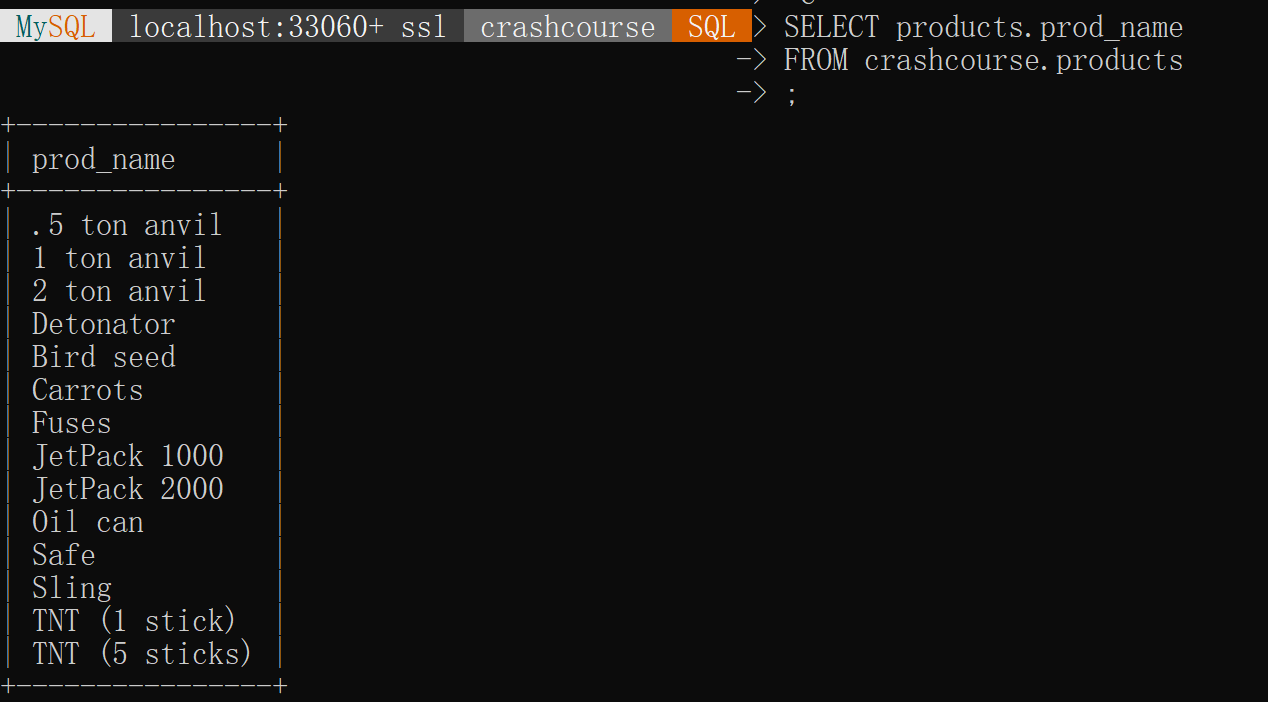 MySQL localhost:33060+ ssl crashcourse SQL > SELECT products.prod_name
-> FROM crashcourse.products
-> ;
+----------------+
| prod_name      |
+----------------+
| .5 ton anvil   |
| 1 ton anvil    |
| 2 ton anvil    |
| Detonator      |
| Bird seed      |
| Carrots        |
| Fuses          |
| JetPack 1000   |
| JetPack 2000   |
| Oil can        |
| Safe           |
| Sling          |
| TNT (1 stick)  |
| TNT (5 sticks) |
+----------------+